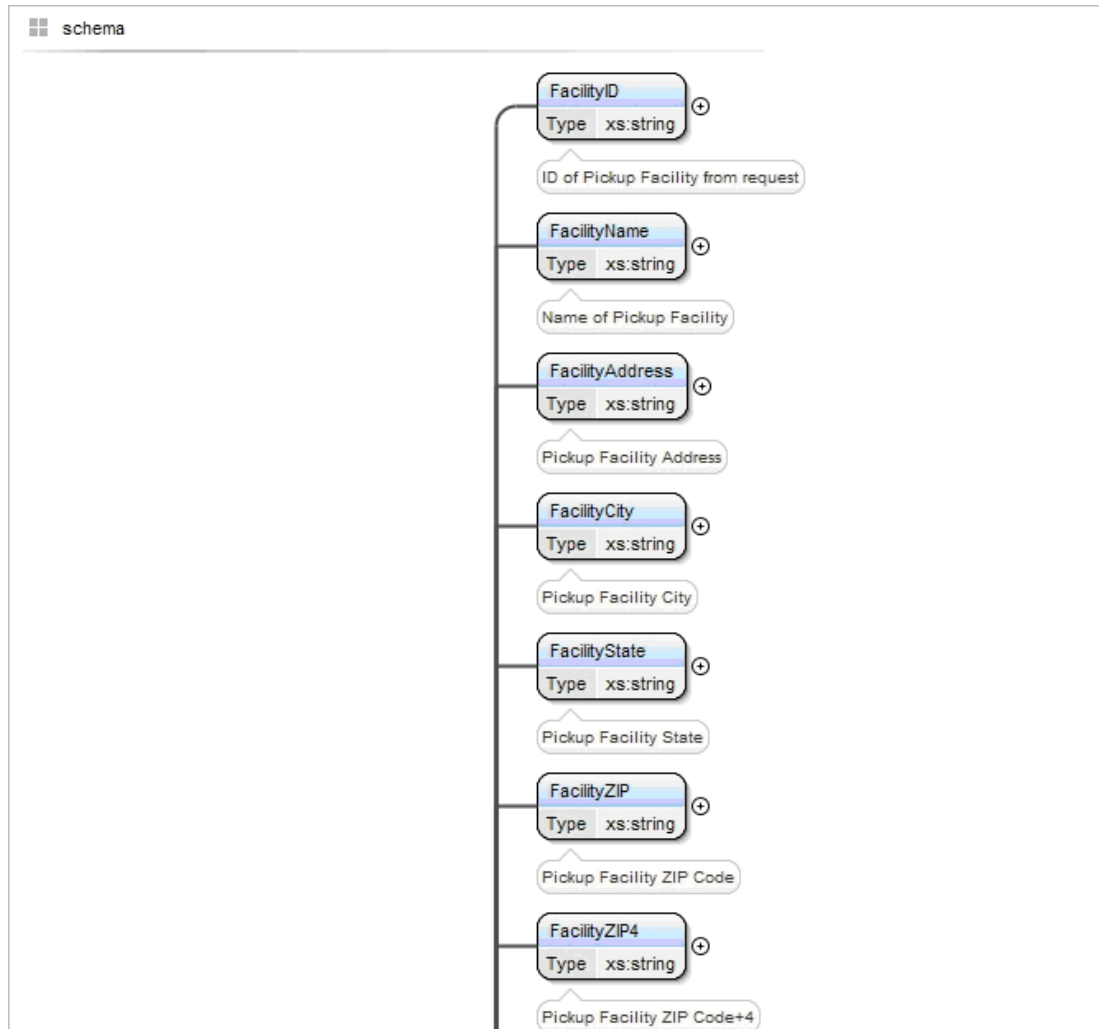 schema
FacilityID
Type xs:string
ID of Pickup Facility from request
FacilityName
Type xs:string
Name of Pickup Facility
FacilityAddress
Type xs:string
Pickup Facility Address
FacilityCity
Type xs:string
Pickup Facility City
FacilityState
Type xs:string
Pickup Facility State
FacilityZIP
Type xs:string
Pickup Facility ZIP Code
FacilityZIP4
Type xs:string
Pickup Facility ZIP Code+4